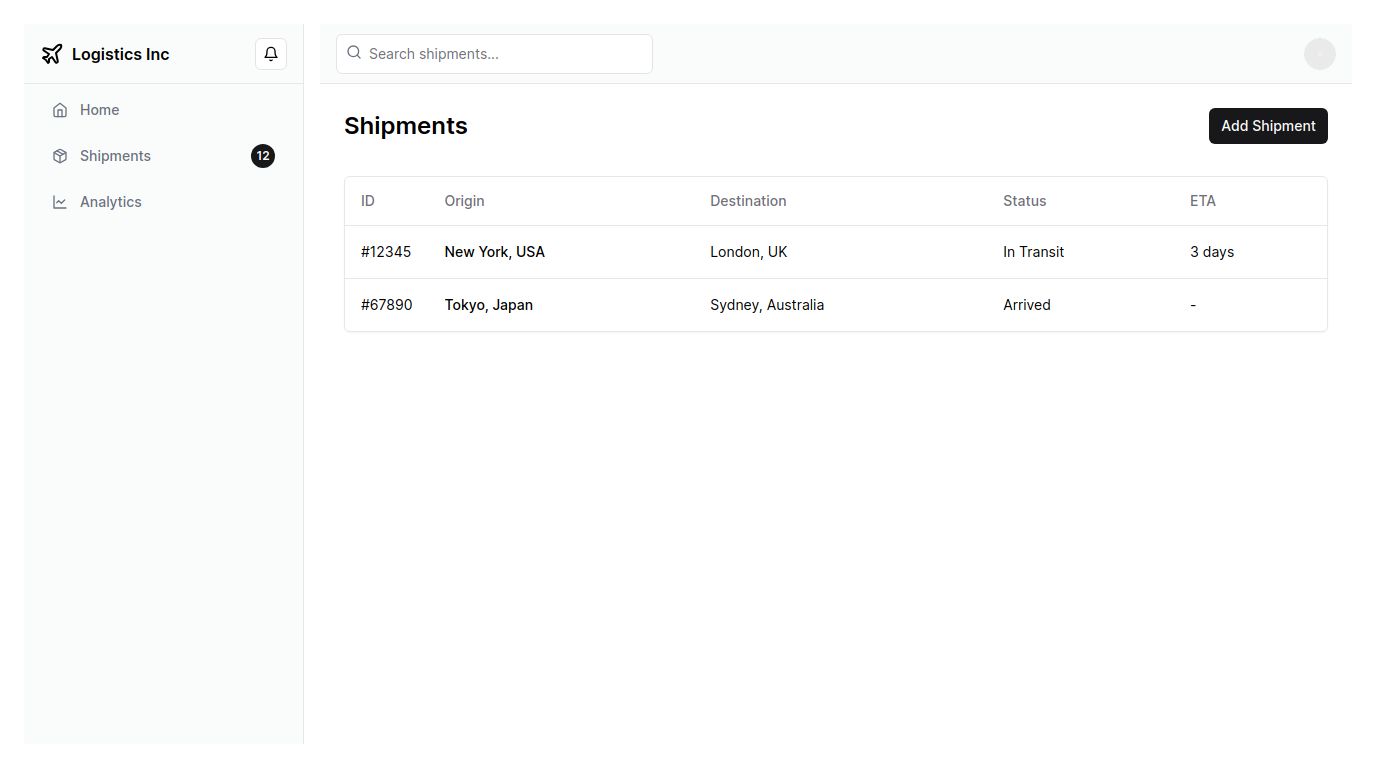 Logistics Inc
Search shipments...
Home
Shipments 12
Analytics
Shipments
Add Shipment
ID Origin Destination Status ETA
#12345 New York, USA London, UK In Transit 3 days
#67890 Tokyo, Japan Sydney, Australia Arrived -